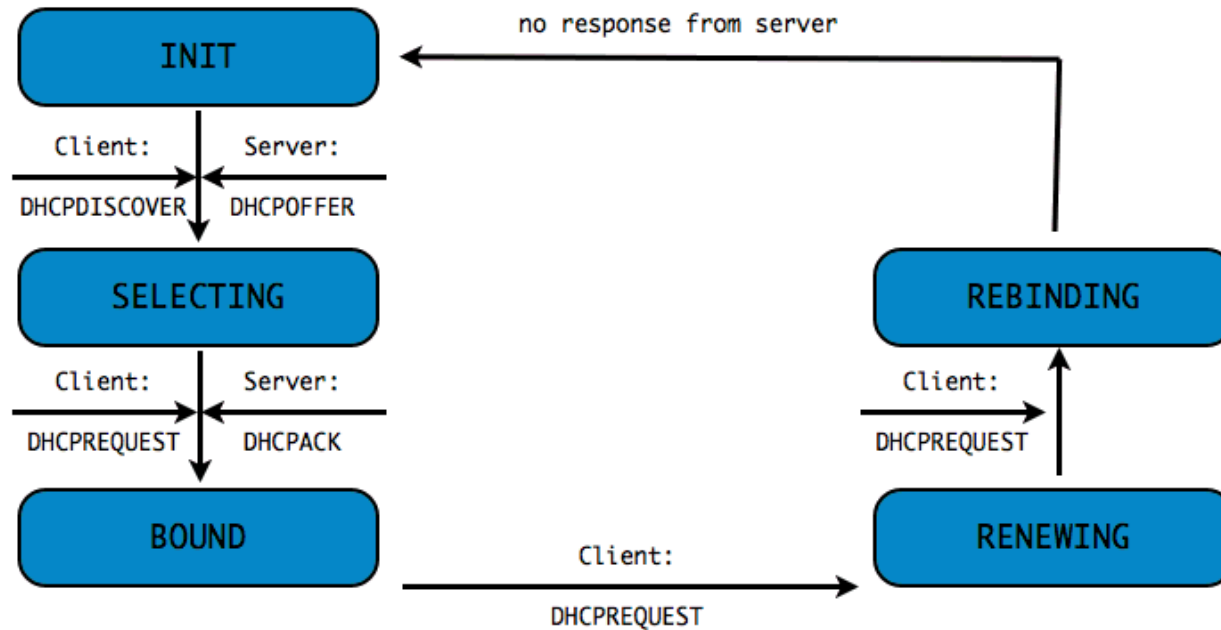 no response from server
INIT
Client: Server:
DHCPDISCOVER DHCPOFFER
SELECTING
REBINDING
Client: Server:
Client:
DHCPREQUEST DHCPACK
DHCPREQUEST
BOUND
RENEWING
Client:
DHCPREQUEST